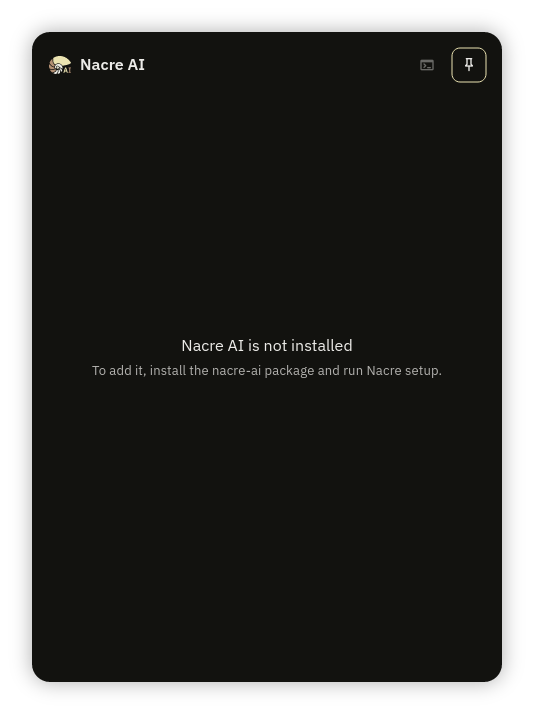 Nacre AI
Nacre AI is not installed
To add it, install the nacre-ai package and run Nacre setup.